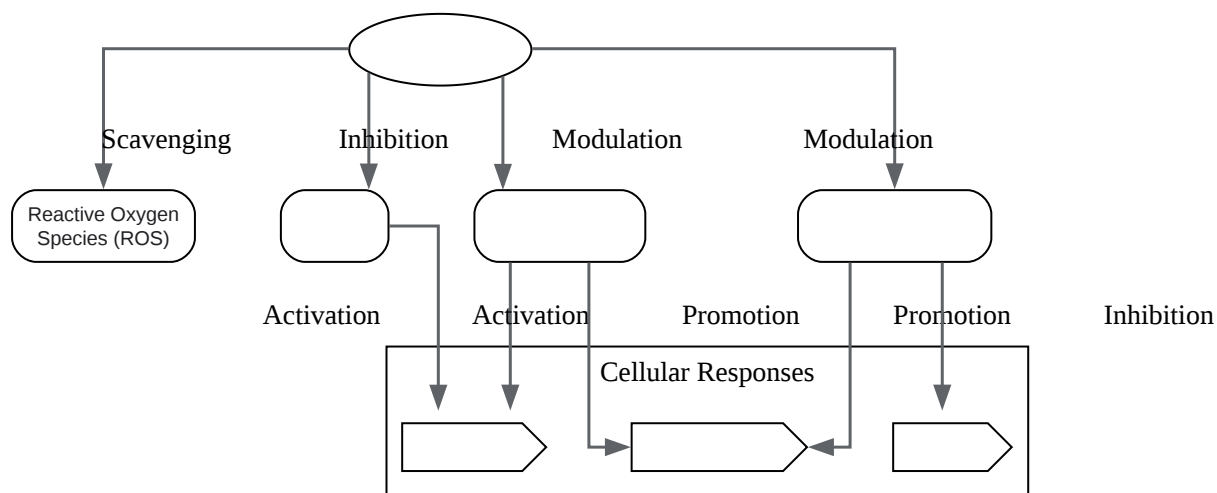 Scavenging
Inhibition
Modulation
Modulation
Reactive Oxygen
Species (ROS)
Activation
Activation
Promotion
Promotion
Inhibition
Cellular Responses